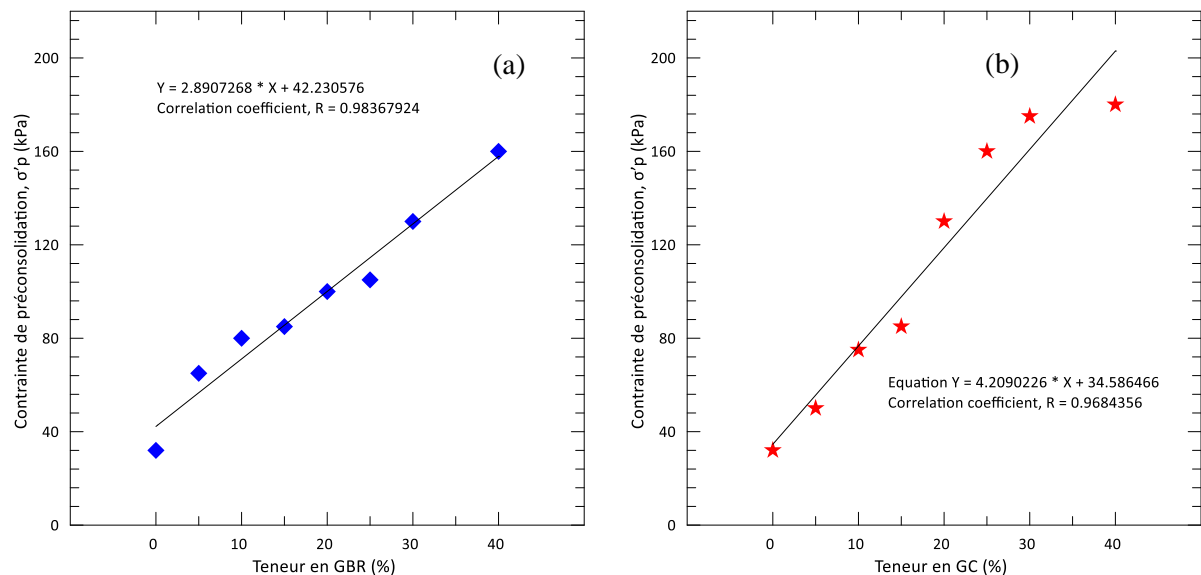 (a)
Y = 2.8907268 * X + 42.230576
Correlation coefficient, R = 0.98367924
Contrainte de préconsolidation, σ'p (kPa)
200
160
120
80
40
0
0 10 20 30 40
Teneur en GBR (%)
(b)
Equation Y = 4.2090226 * X + 34.586466
Correlation coefficient, R = 0.9684356
Contrainte de préconsolidation, σ'p (kPa)
200
160
120
80
40
0
0 10 20 30 40
Teneur en GC (%)